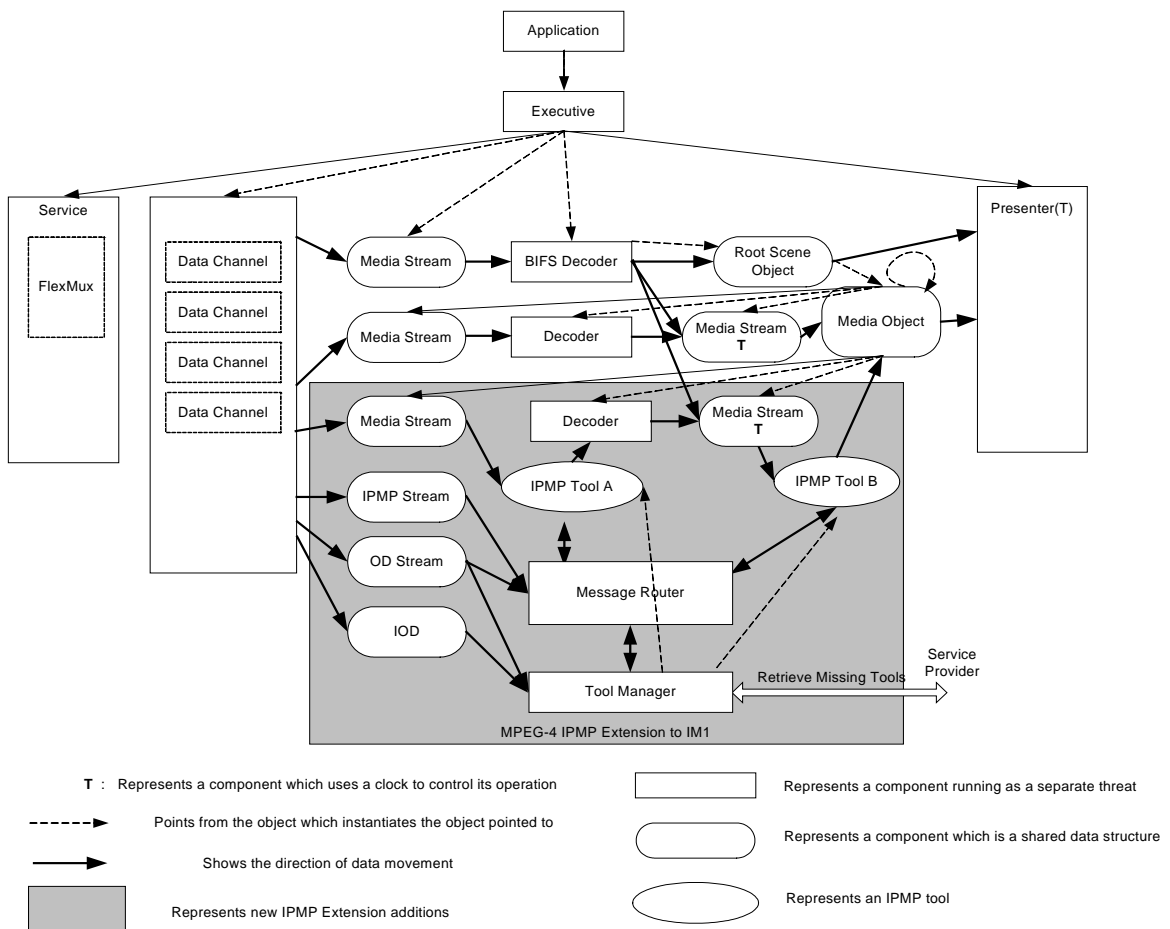 Application
Executive
Service
FlexMux
Data Channel
Data Channel
Data Channel
Data Channel
Media Stream
BIFS Decoder
Root Scene
Object
Presenter(T)
Media Stream
Decoder
Media Stream
T
Media Object
Media Stream
Decoder
Media Stream
T
IPMP Tool A
IPMP Tool B
IPMP Stream
OD Stream
Message Router
IOD
Tool Manager
Retrieve Missing Tools
Service
Provider
MPEG-4 IPMP Extension to IM1
T : Represents a component which uses a clock to control its operation
Points from the object which instantiates the object pointed to
Shows the direction of data movement
Represents new IPMP Extension additions
Represents a component running as a separate threat
Represents a component which is a shared data structure
Represents an IPMP tool